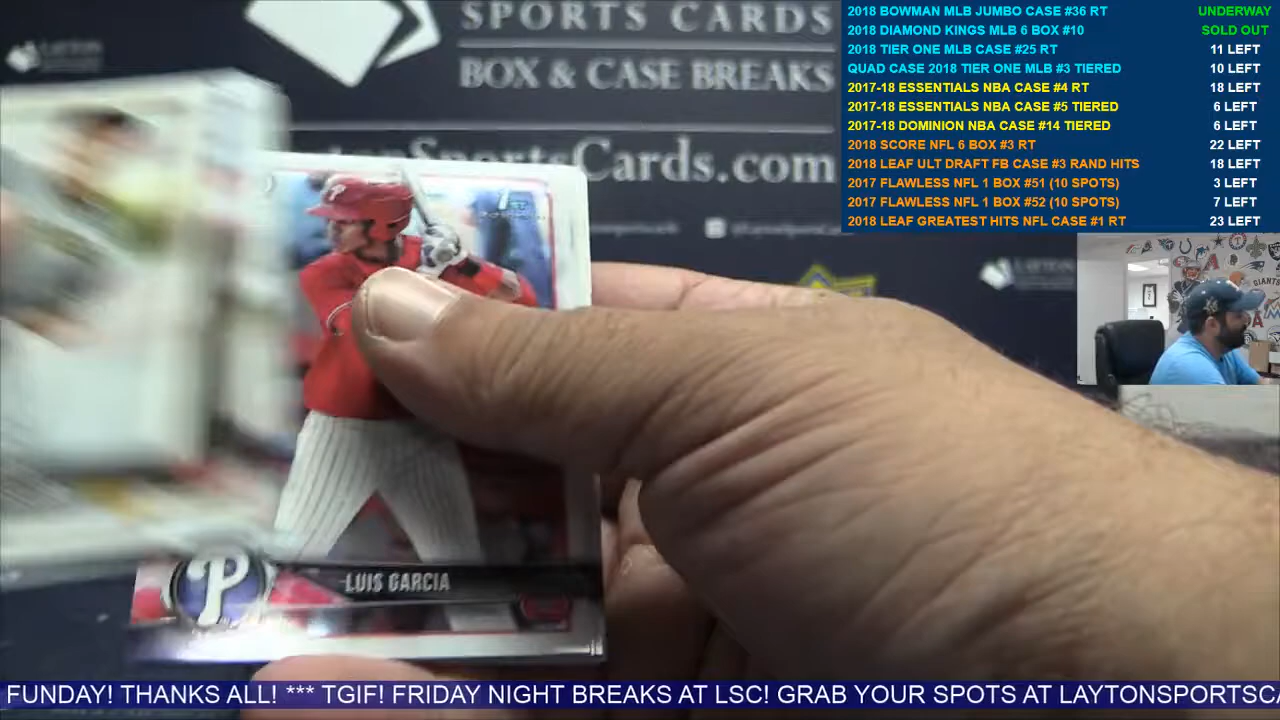 SPORTS CARDS
BOX & CASE BREAKS
LaytonSportsCards.com
2018 BOWMAN MLB JUMBO CASE #36 RT UNDERWAY
2018 DIAMOND KINGS MLB 6 BOX #10 SOLD OUT
2018 TIER ONE MLB CASE #25 RT 11 LEFT
QUAD CASE 2018 TIER ONE MLB #3 TIERED 10 LEFT
2017-18 ESSENTIALS NBA CASE #4 RT 18 LEFT
2017-18 ESSENTIALS NBA CASE #5 TIERED 6 LEFT
2017-18 DOMINION NBA CASE #14 TIERED 6 LEFT
2018 SCORE NFL 6 BOX #3 RT 22 LEFT
2018 LEAF ULT DRAFT FB CASE #3 RAND HITS 18 LEFT
2017 FLAWLESS NFL 1 BOX #51 (10 SPOTS) 3 LEFT
2017 FLAWLESS NFL 1 BOX #52 (10 SPOTS) 7 LEFT
2018 LEAF GREATEST HITS NFL CASE #1 RT 23 LEFT
LAYTON
GIANTS
P
LUIS GARCIA
FUNDAY! THANKS ALL! *** TGIF! FRIDAY NIGHT BREAKS AT LSC! GRAB YOUR SPOTS AT LAYTONSPORTSCA